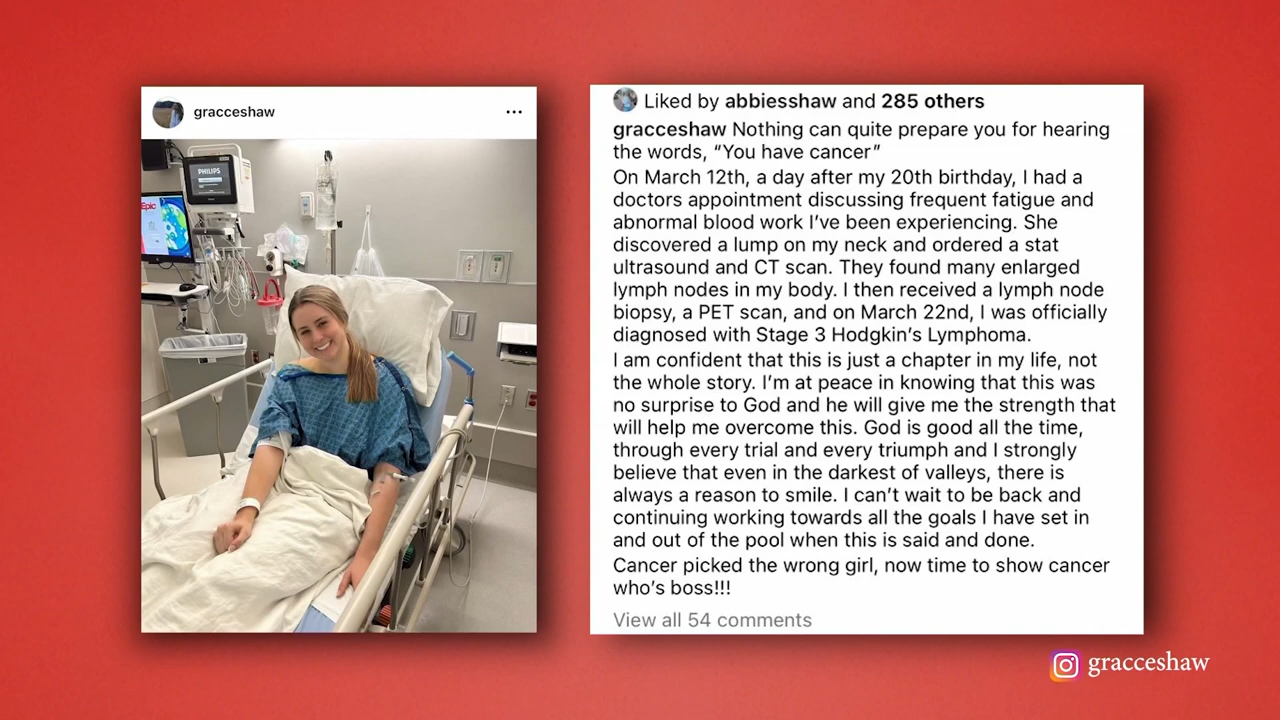 gracceshaw
...
PHILIPS
Epic
Liked by abbiesshaw and 285 others
gracceshaw Nothing can quite prepare you for hearing
the words, “You have cancer”
On March 12th, a day after my 20th birthday, I had a
doctors appointment discussing frequent fatigue and
abnormal blood work I’ve been experiencing. She
discovered a lump on my neck and ordered a stat
ultrasound and CT scan. They found many enlarged
lymph nodes in my body. I then received a lymph node
biopsy, a PET scan, and on March 22nd, I was officially
diagnosed with Stage 3 Hodgkin’s Lymphoma.
I am confident that this is just a chapter in my life, not
the whole story. I’m at peace in knowing that this was
no surprise to God and he will give me the strength that
will help me overcome this. God is good all the time,
through every trial and every triumph and I strongly
believe that even in the darkest of valleys, there is
always a reason to smile. I can’t wait to be back and
continuing working towards all the goals I have set in
and out of the pool when this is said and done.
Cancer picked the wrong girl, now time to show cancer
who’s boss!!!
View all 54 comments
gracceshaw